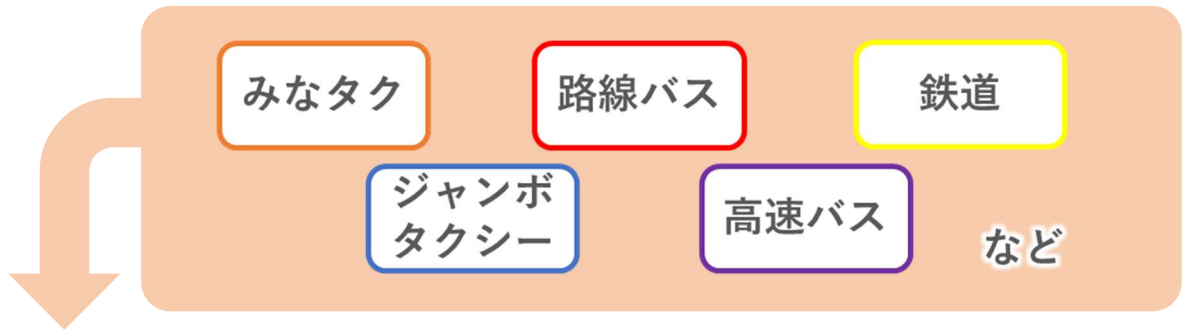 みなタク
路線バス
鉄道
ジャンボ
タクシー
高速バス
など